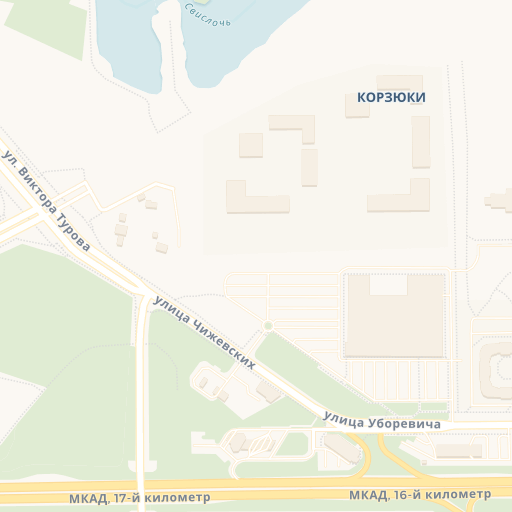 Свислочь
КОРЗЮКИ
ул. Виктора Турова
улица Чижевских
улица Уборевича
МКАД, 17-й километр
МКАД, 16-й километр